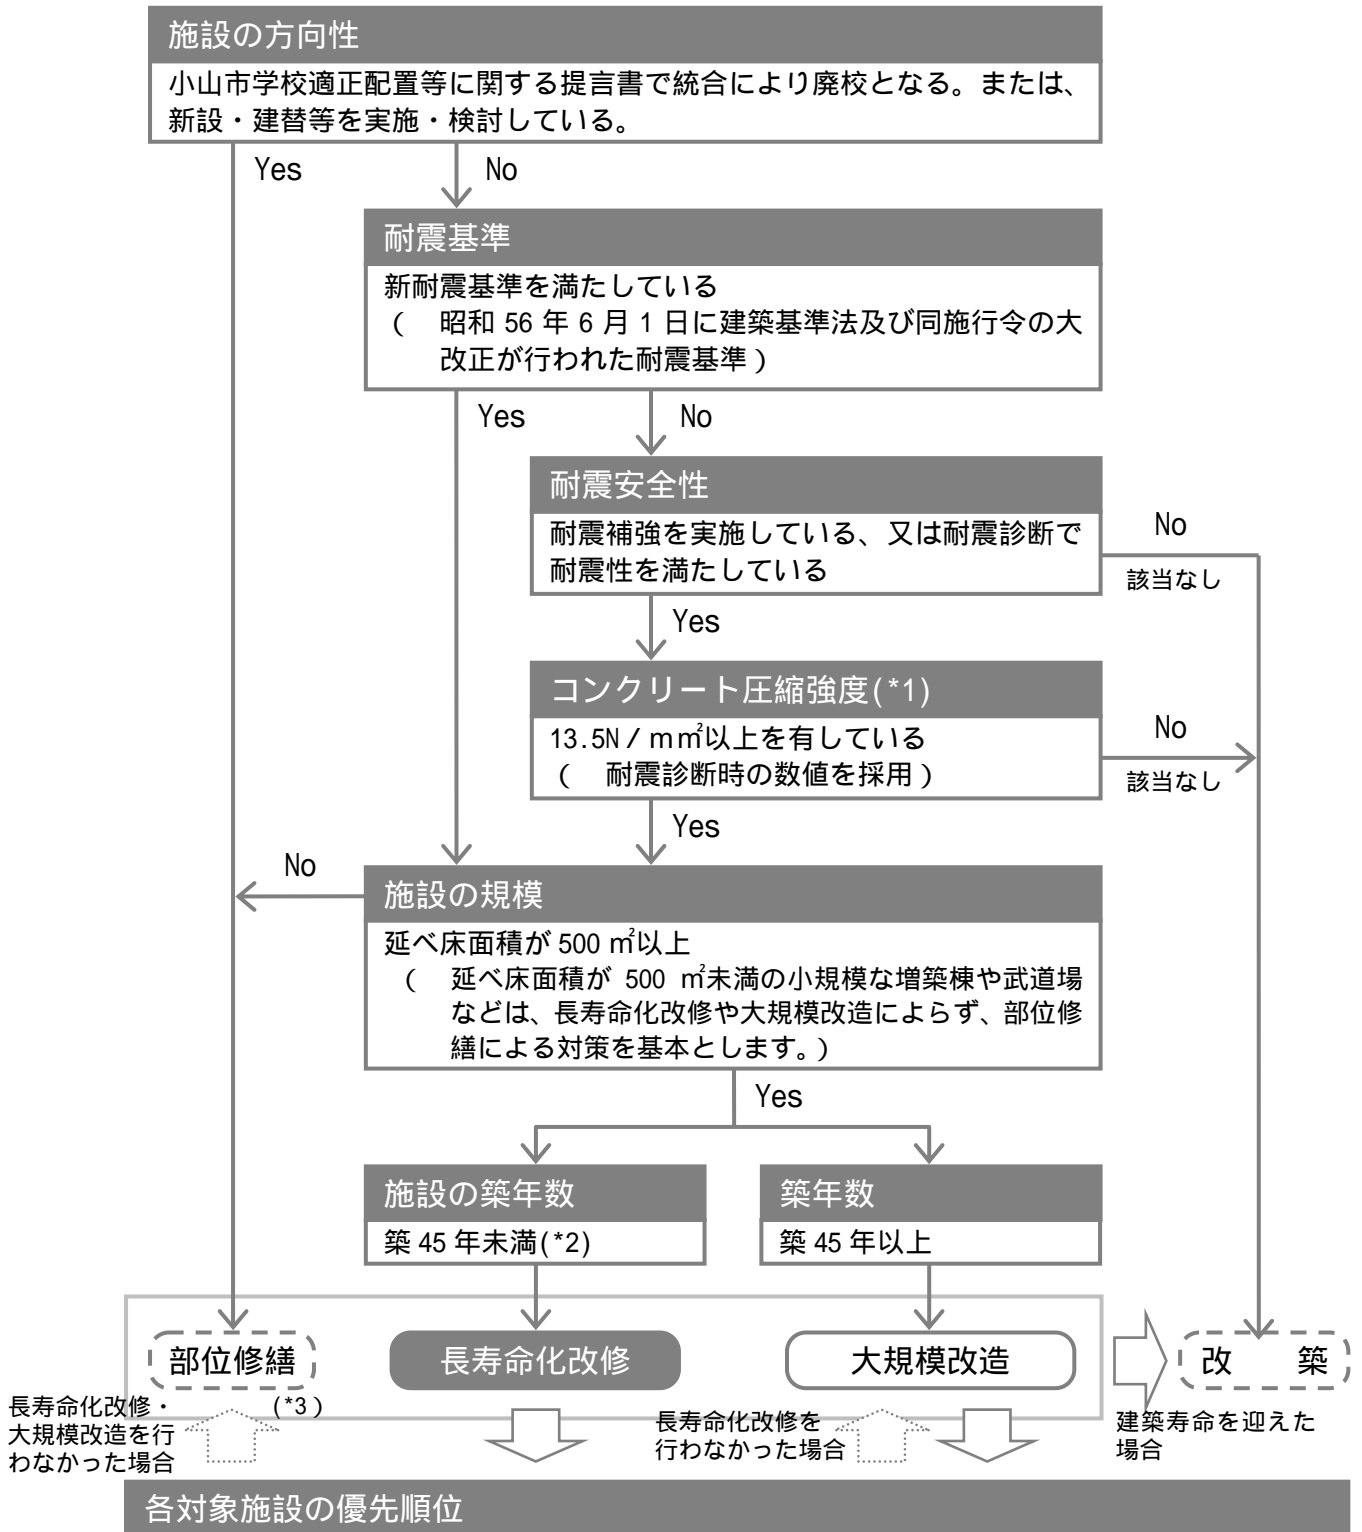 施設の方向性
小山市学校適正配置等に関する提言書で統合により廃校となる。または、
新設・建替等を実施・検討している。
Yes
No
耐震基準
新耐震基準を満たしている
(　昭和 56 年 6 月 1 日に建築基準法及び同施行令の大
改正が行われた耐震基準）
Yes
No
耐震安全性
耐震補強を実施している、又は耐震診断で
耐震性を満たしている
No
該当なし
Yes
コンクリート圧縮強度(*1)
13.5N／ｍ㎡以上を有している
(　耐震診断時の数値を採用）
No
該当なし
Yes
No
施設の規模
延べ床面積が 500 ㎡以上
(　延べ床面積が 500 ㎡未満の小規模な増築棟や武道場
などは、長寿命化改修や大規模改造によらず、部位修
繕による対策を基本とします。）
Yes
施設の築年数
築 45 年未満(*2)
築年数
築 45 年以上
部位修繕
長寿命化改修
大規模改造
改　築
(*3）
長寿命化改修・
大規模改造を行
わなかった場合
長寿命化改修を
行わなかった場合
建築寿命を迎えた
場合
各対象施設の優先順位